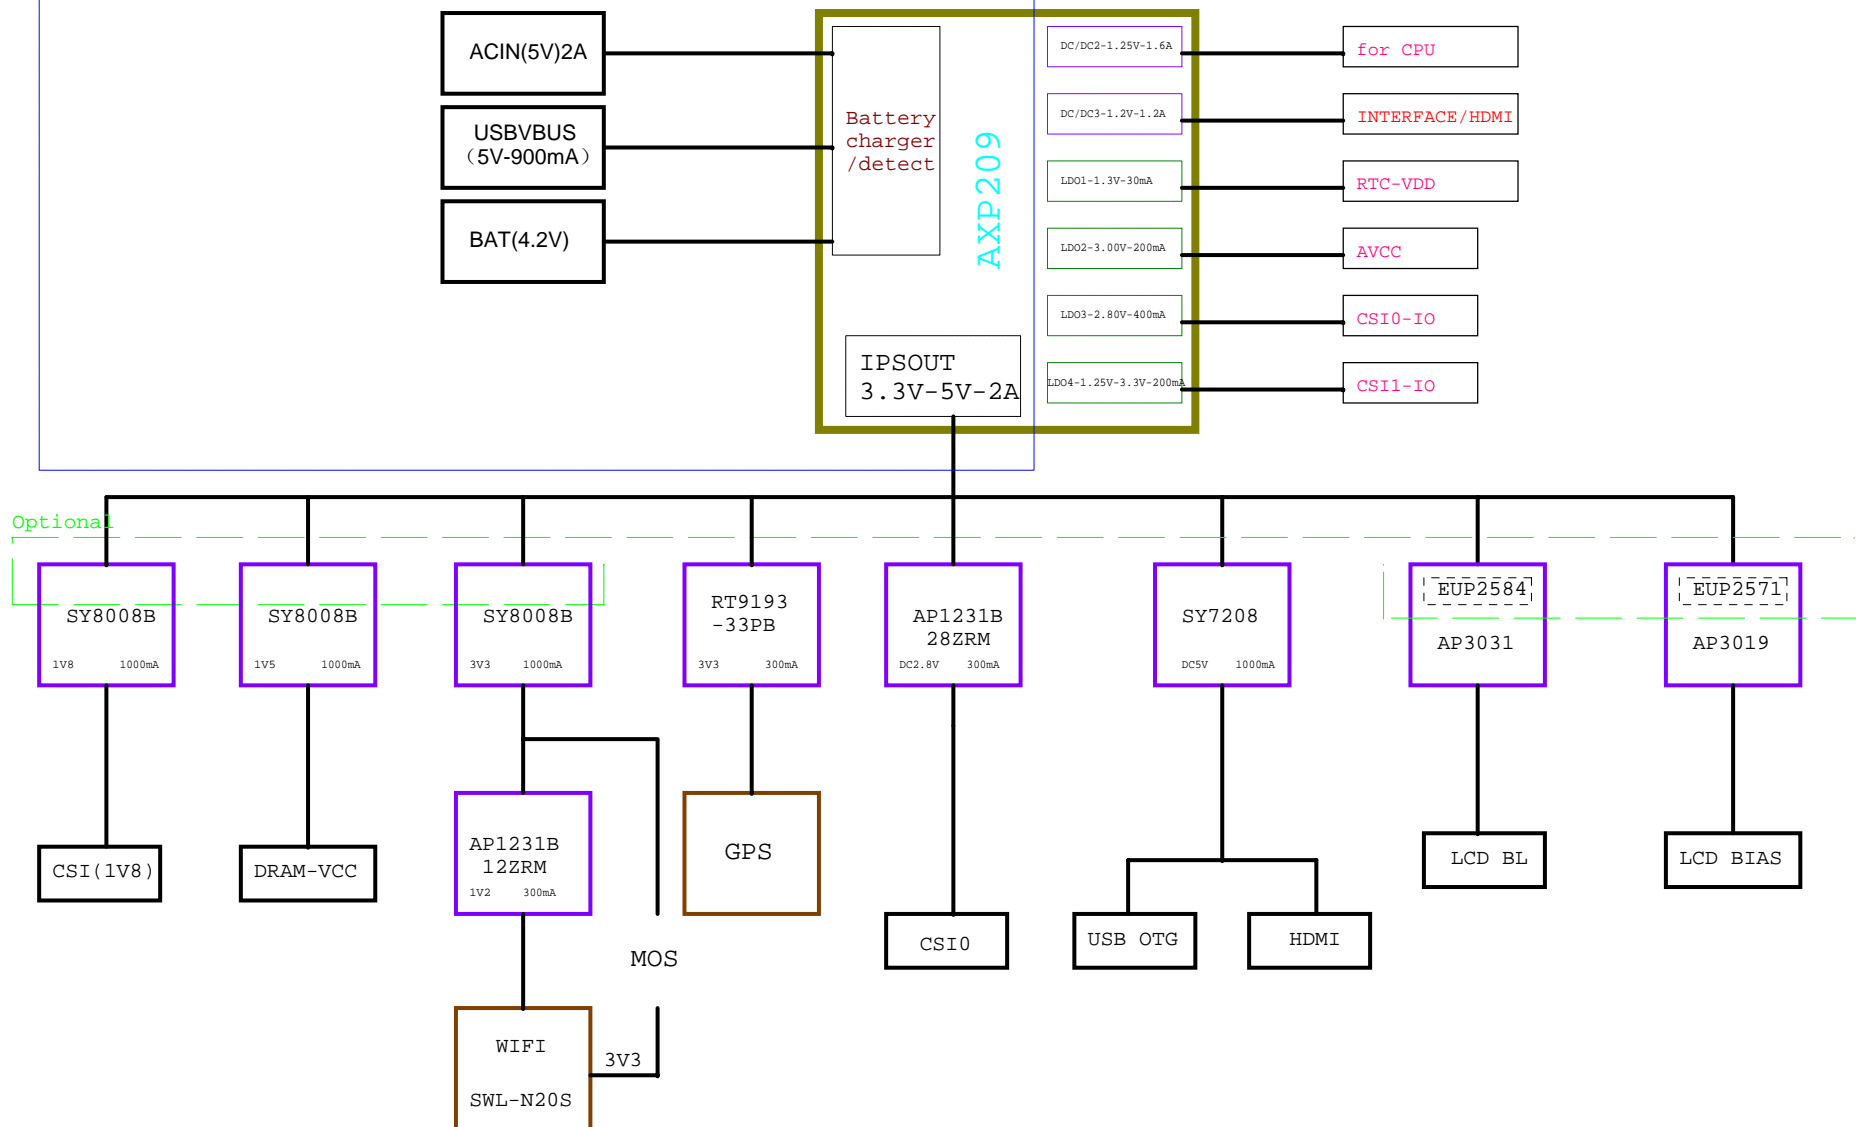 ACIN(5V)2A
USBVBUS
（5V-900mA）
BAT(4.2V)
Battery
charger
/detect
AXP209
IPSOUT
3.3V-5V-2A
DC/DC2-1.25V-1.6A
for CPU
DC/DC3-1.2V-1.2A
INTERFACE/HDMI
LDO1-1.3V-30mA
RTC-VDD
LDO2-3.00V-200mA
AVCC
LDO3-2.80V-400mA
CSI0-IO
LDO4-1.25V-3.3V-200mA
CSI1-IO
Optional
SY8008B
1V8 1000mA
SY8008B
1V5 1000mA
SY8008B
3V3 1000mA
RT9193
-33PB
3V3 300mA
AP1231B
28ZRM
DC2.8V 300mA
SY7208
DC5V 1000mA
EUP2584
AP3031
EUP2571
AP3019
CSI(1V8)
DRAM-VCC
AP1231B
12ZRM
1V2 300mA
GPS
CSI0
USB OTG
HDMI
LCD BL
LCD BIAS
MOS
WIFI
SWL-N20S
3V3